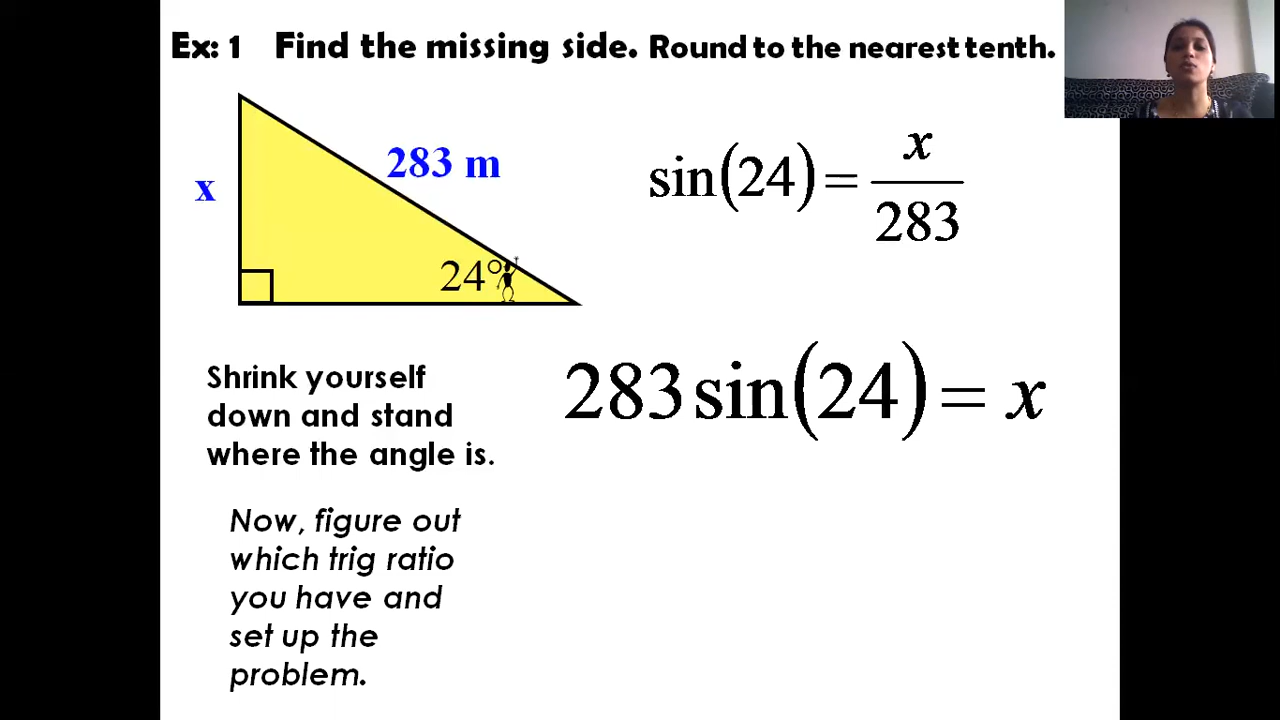 Ex: 1 Find the missing side. Round to the nearest tenth.
283 m
x
24°
sin(24) = x/283
283 sin(24) = x
Shrink yourself
down and stand
where the angle is.
Now, figure out
which trig ratio
you have and
set up the
problem.